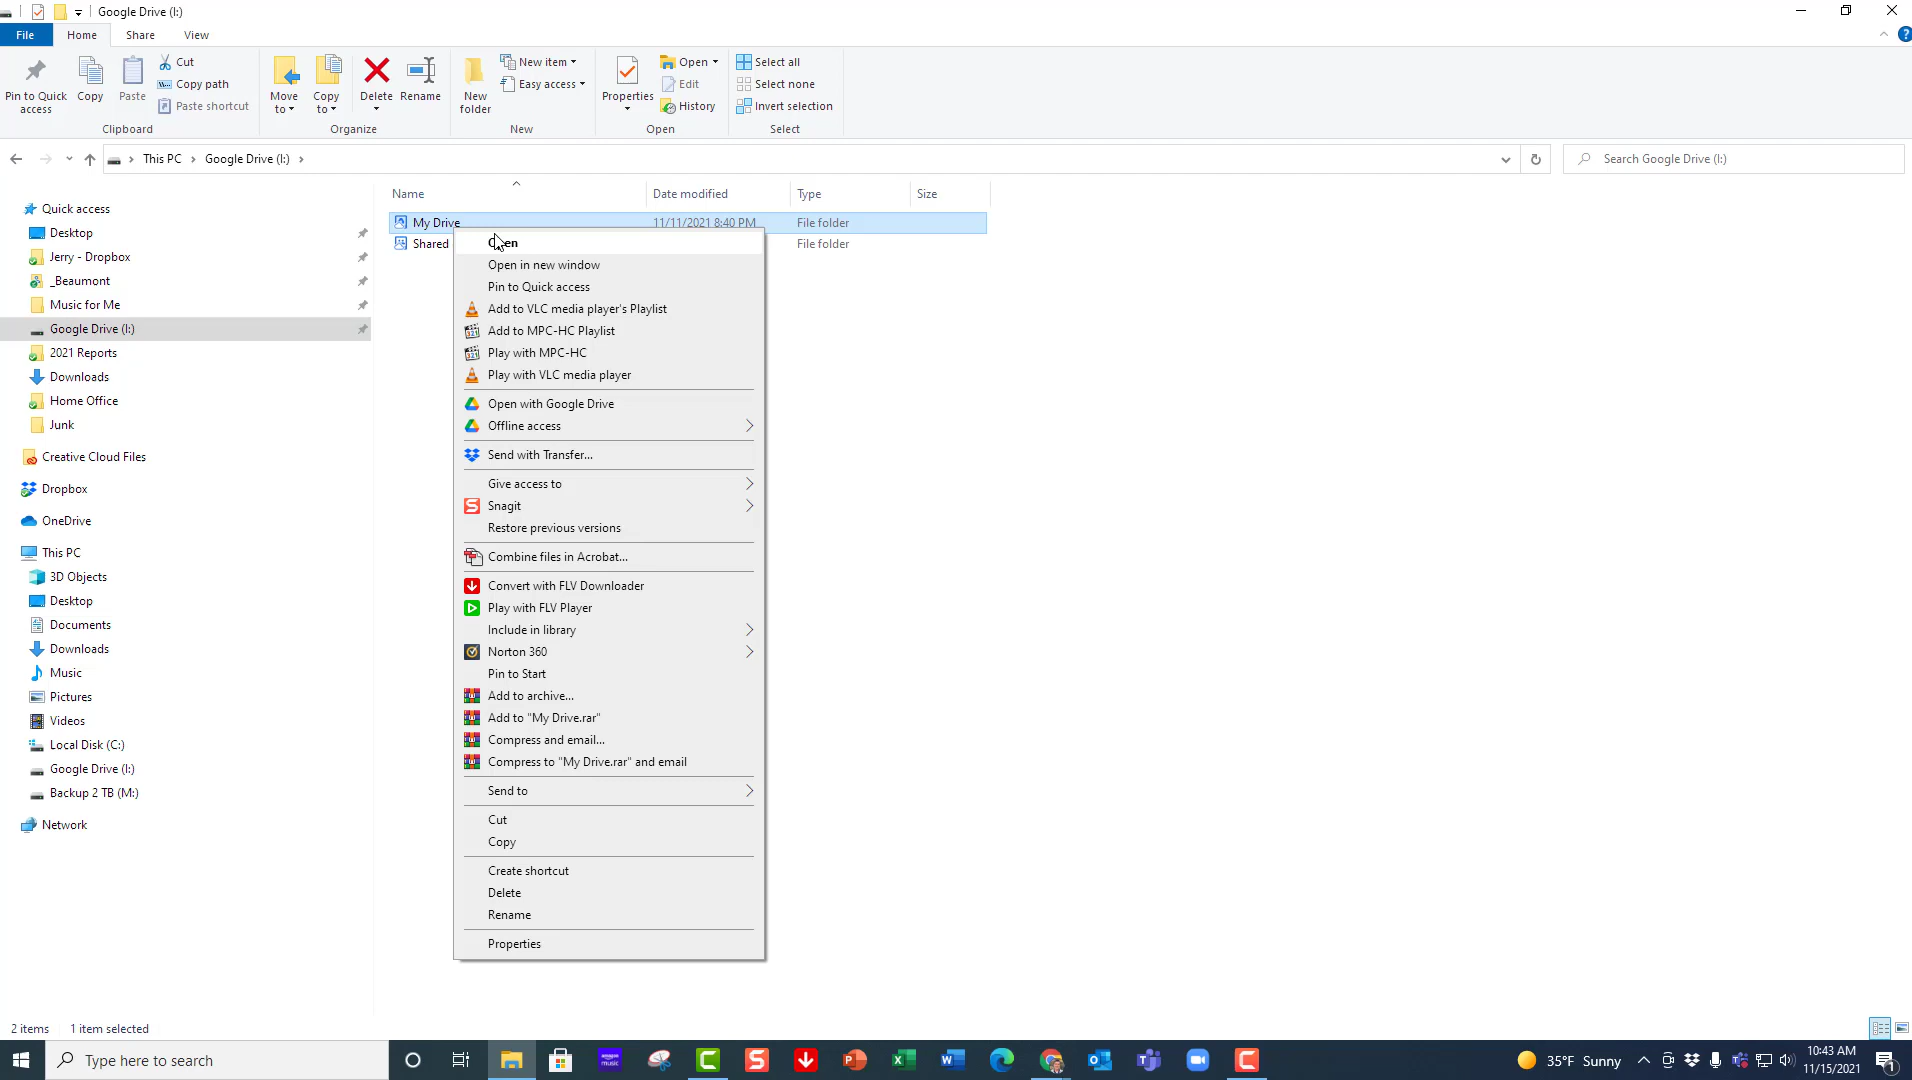 Google Drive (I:)
File
Home
Share
View
Pin to Quick
access
Copy
Paste
Cut
Copy path
Paste shortcut
Clipboard
Move
to
Copy
to
Delete
Rename
Organize
New
folder
New item
Easy access
New
Properties
Open
Edit
History
Open
Select all
Select none
Invert selection
Select
This PC
Google Drive (I:)
Search Google Drive (I:)
Name
Date modified
Type
Size
My Drive
11/11/2021 8:40 PM
File folder
Shared
File folder
Quick access
Desktop
Jerry - Dropbox
_Beaumont
Music for Me
Google Drive (I:)
2021 Reports
Downloads
Home Office
Junk
Creative Cloud Files
Dropbox
OneDrive
This PC
3D Objects
Desktop
Documents
Downloads
Music
Pictures
Videos
Local Disk (C:)
Google Drive (I:)
Backup 2 TB (M:)
Network
Open
Open in new window
Pin to Quick access
Add to VLC media player's Playlist
Add to MPC-HC Playlist
Play with MPC-HC
Play with VLC media player
Open with Google Drive
Offline access
Send with Transfer...
Give access to
Snagit
Restore previous versions
Combine files in Acrobat...
Convert with FLV Downloader
Play with FLV Player
Include in library
Norton 360
Pin to Start
Add to archive...
Add to "My Drive.rar"
Compress and email...
Compress to "My Drive.rar" and email
Send to
Cut
Copy
Create shortcut
Delete
Rename
Properties
2 items
1 item selected
Type here to search
35°F Sunny
10:43 AM
11/15/2021
1